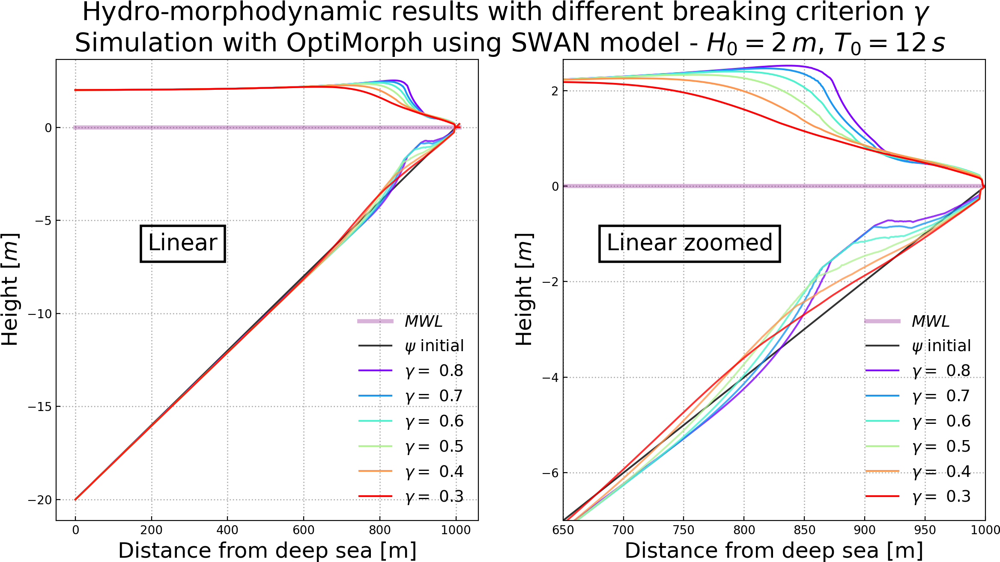 Hydro-morphodynamic results with different breaking criterion γ
Simulation with OptiMorph using SWAN model - H₀ = 2 m, T₀ = 12 s
Height [m]
0
−5
−10
−15
−20
Linear
MWL
ψ initial
γ = 0.8
γ = 0.7
γ = 0.6
γ = 0.5
γ = 0.4
γ = 0.3
0 200 400 600 800 1000
Distance from deep sea [m]
Height [m]
2
0
−2
−4
−6
Linear zoomed
MWL
ψ initial
γ = 0.8
γ = 0.7
γ = 0.6
γ = 0.5
γ = 0.4
γ = 0.3
650 700 750 800 850 900 950 1000
Distance from deep sea [m]